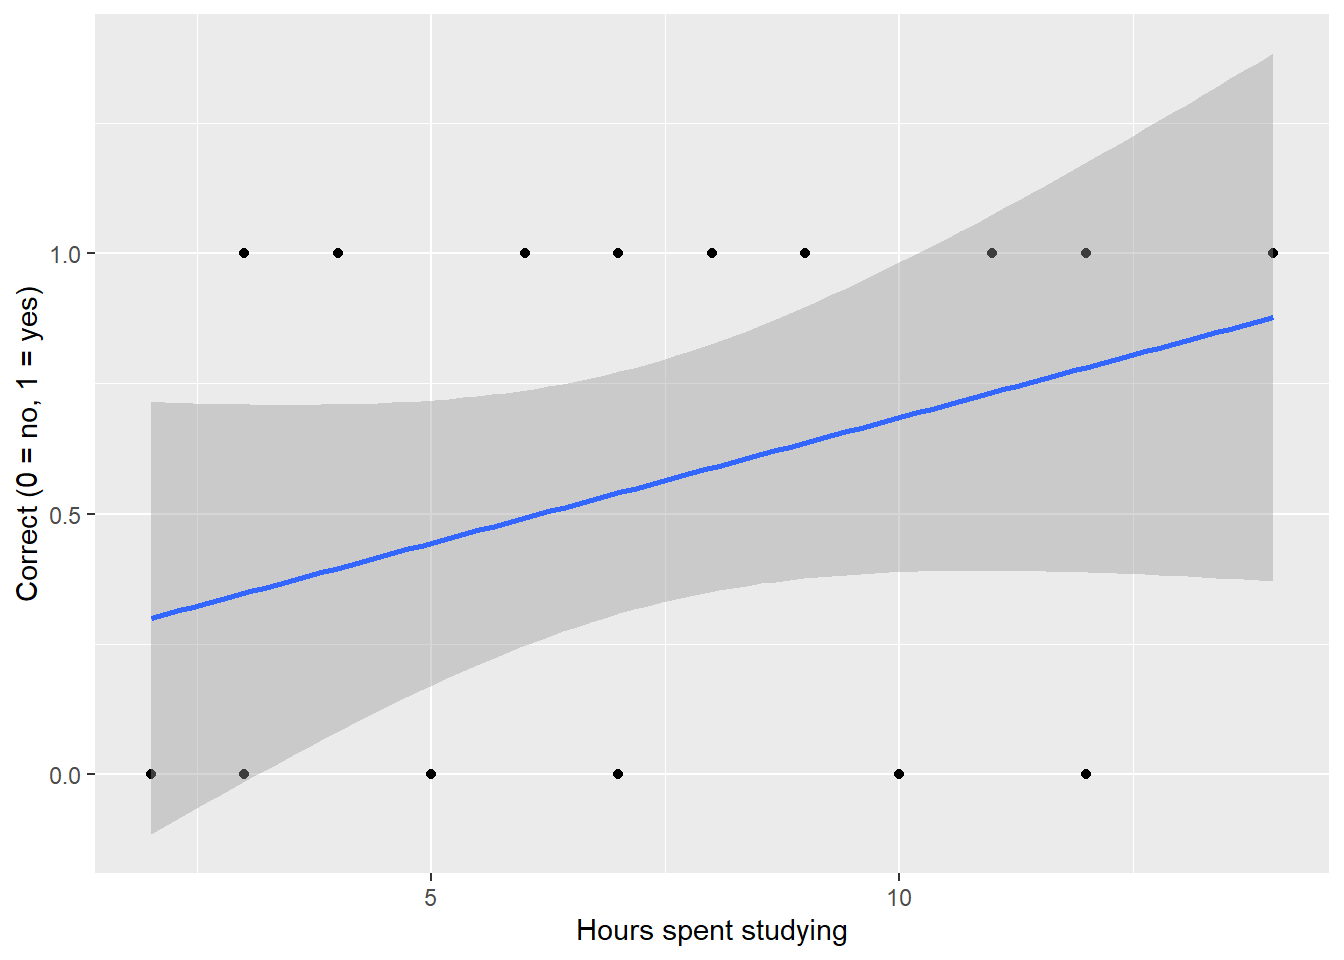 Correct (0 = no, 1 = yes)
1.0
0.5
0.0
5
10
Hours spent studying